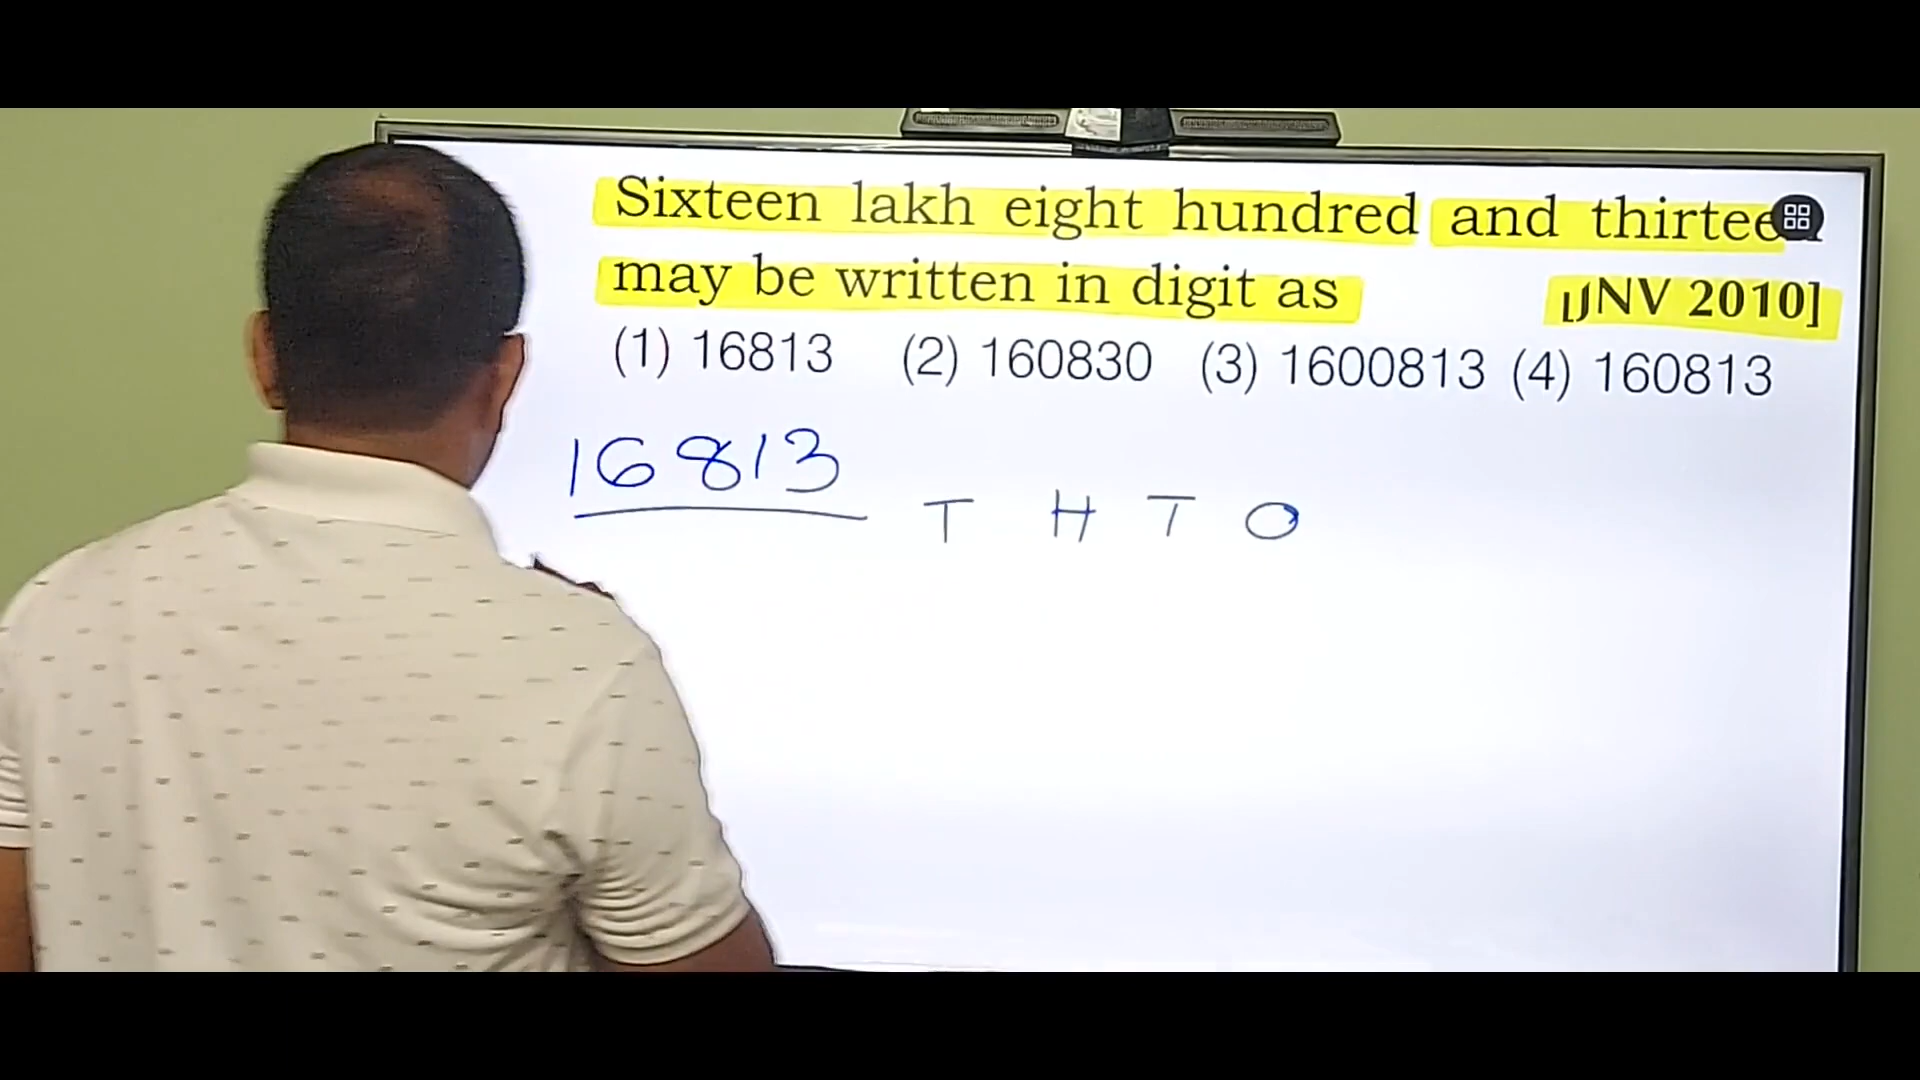 Sixteen lakh eight hundred and thirteen
may be written in digit as [JNV 2010]
(1) 16813 (2) 160830 (3) 1600813 (4) 160813
16813
T H T O